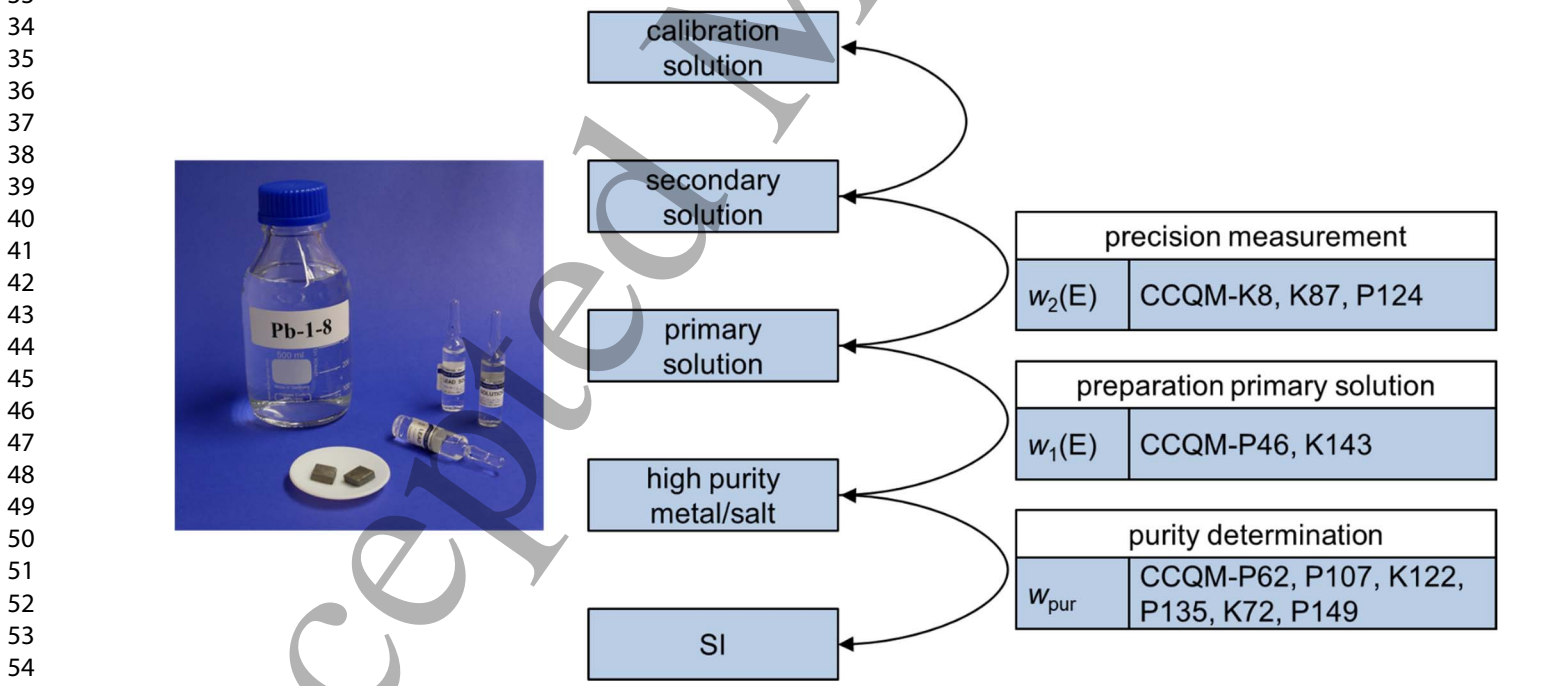 34
35
36
37
38
39
40
41
42
43
44
45
46
47
48
49
50
51
52
53
54
calibration
solution
secondary
solution
primary
solution
high purity
metal/salt
SI
precision measurement
w₂(E) CCQM-K8, K87, P124
preparation primary solution
w₁(E) CCQM-P46, K143
purity determination
w_pur CCQM-P62, P107, K122,
P135, K72, P149
Pb-1-8
500 ml
SOLUTION
cepted M